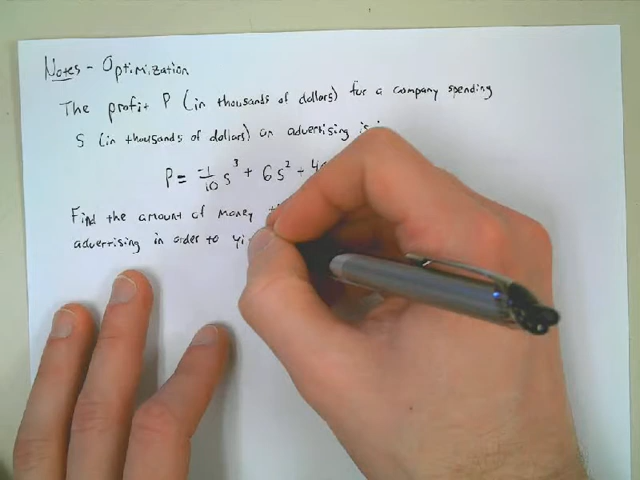 Notes - Optimization
The profit P (in thousands of dollars) for a company spending
S (in thousands of dollars) on advertising is
P = -1/10 s³ + 6s² + 4
Find the amount of money
advertising in order to